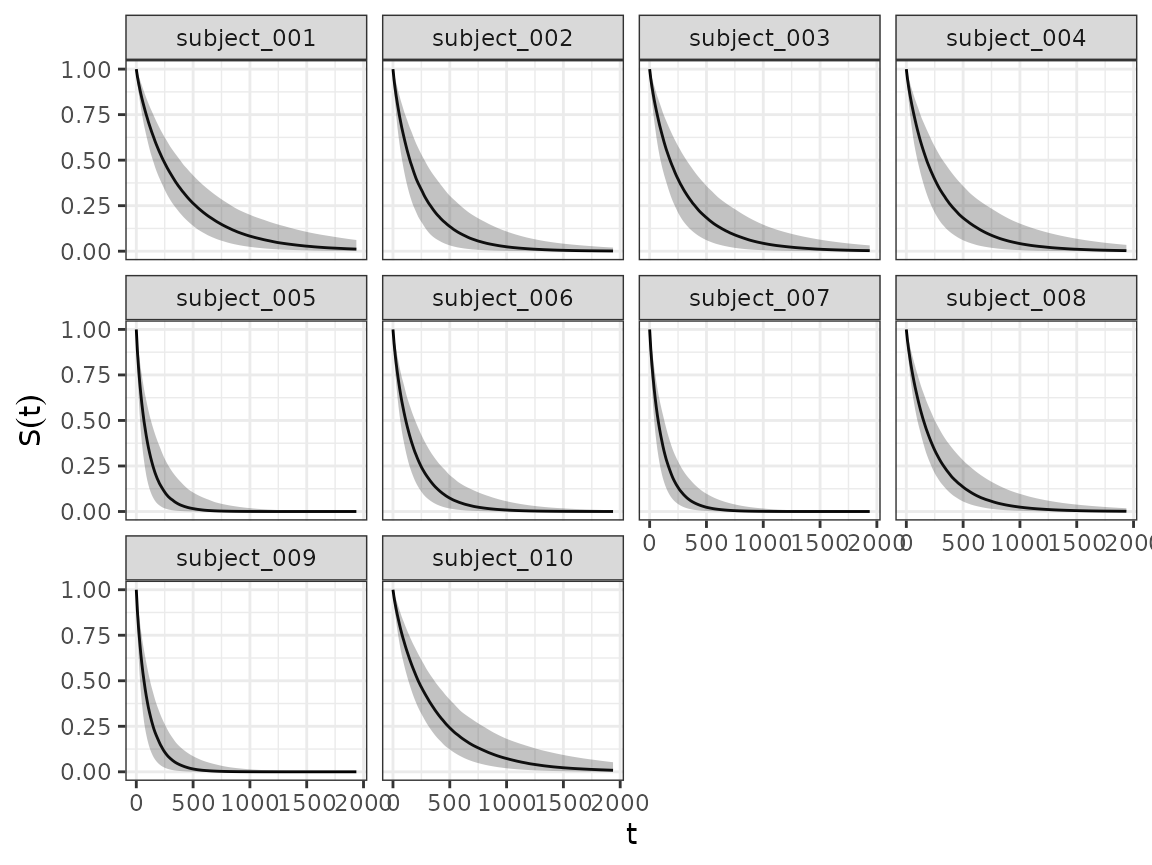 subject_001 subject_002 subject_003 subject_004
1.00
0.75
0.50
0.25
0.00
subject_005 subject_006 subject_007 subject_008
1.00
0.75
0.50
0.25
0.00
0 500 1000 1500 2000 0 500 1000 1500 2000
subject_009 subject_010
1.00
0.75
0.50
0.25
0.00
0 500 1000 1500 2000 0 500 1000 1500 2000
S(t)
t